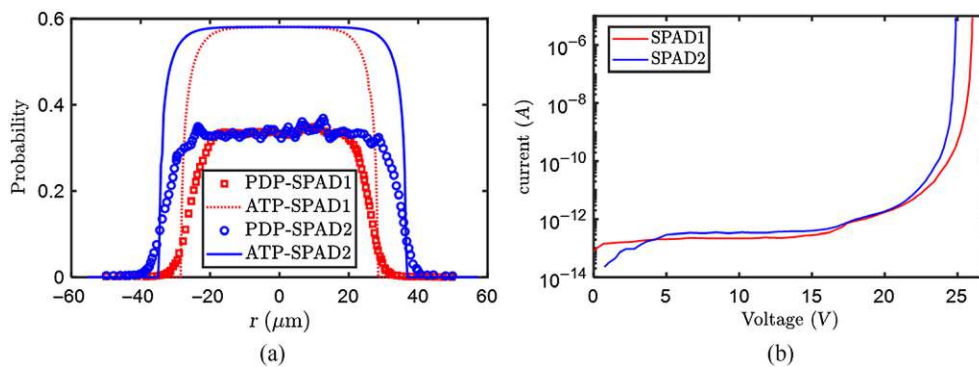 0.6
0.4
0.2
0
Probability
PDP-SPAD1
ATP-SPAD1
PDP-SPAD2
ATP-SPAD2
−60 −40 −20 0 20 40 60
r (μm)
(a)
10⁻⁶
10⁻⁸
10⁻¹⁰
10⁻¹²
10⁻¹⁴
current (A)
SPAD1
SPAD2
0 5 10 15 20 25
Voltage (V)
(b)